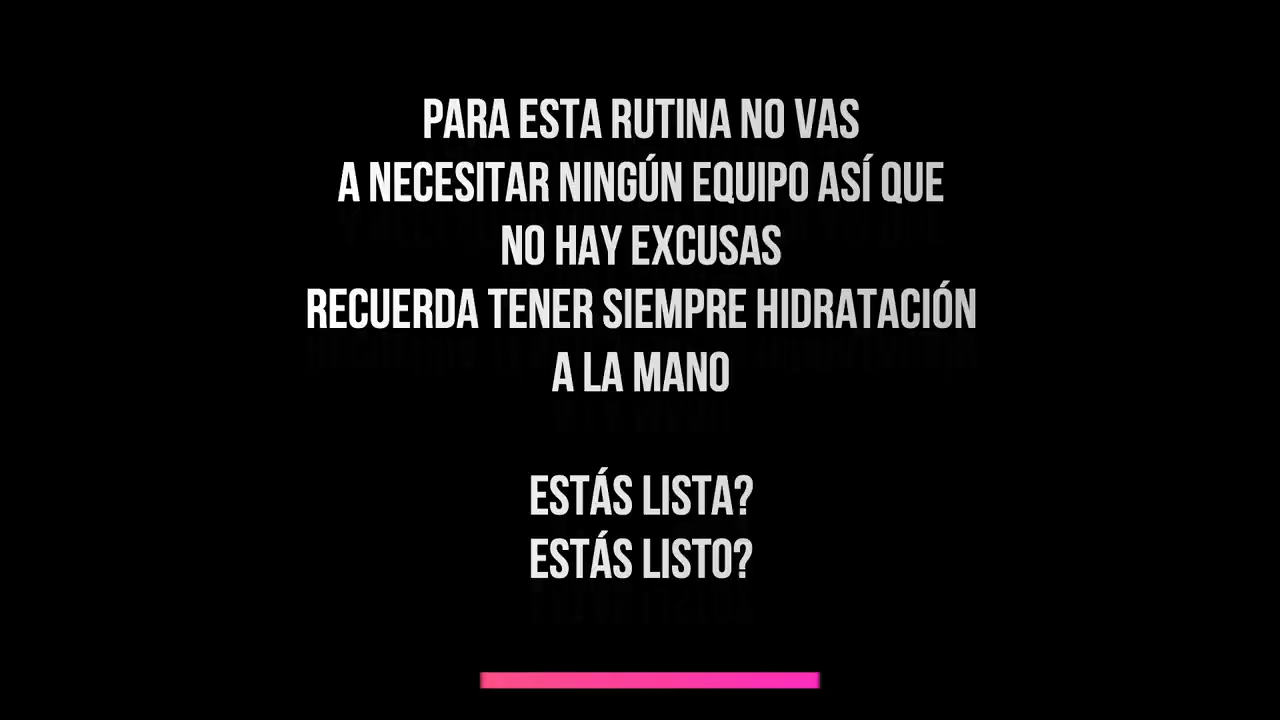 PARA ESTA RUTINA NO VAS
A NECESITAR NINGÚN EQUIPO ASÍ QUE
NO HAY EXCUSAS
RECUERDA TENER SIEMPRE HIDRATACIÓN
A LA MANO
ESTÁS LISTA?
ESTÁS LISTO?